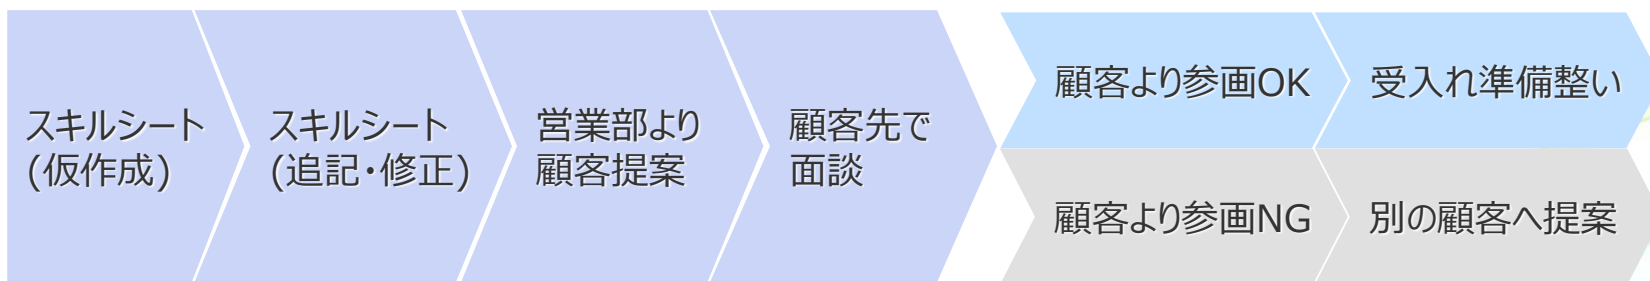 スキルシート
(仮作成)
スキルシート
(追記・修正)
営業部より
顧客提案
顧客先で
面談
顧客より参画OK
受入れ準備整い
顧客より参画NG
別の顧客へ提案